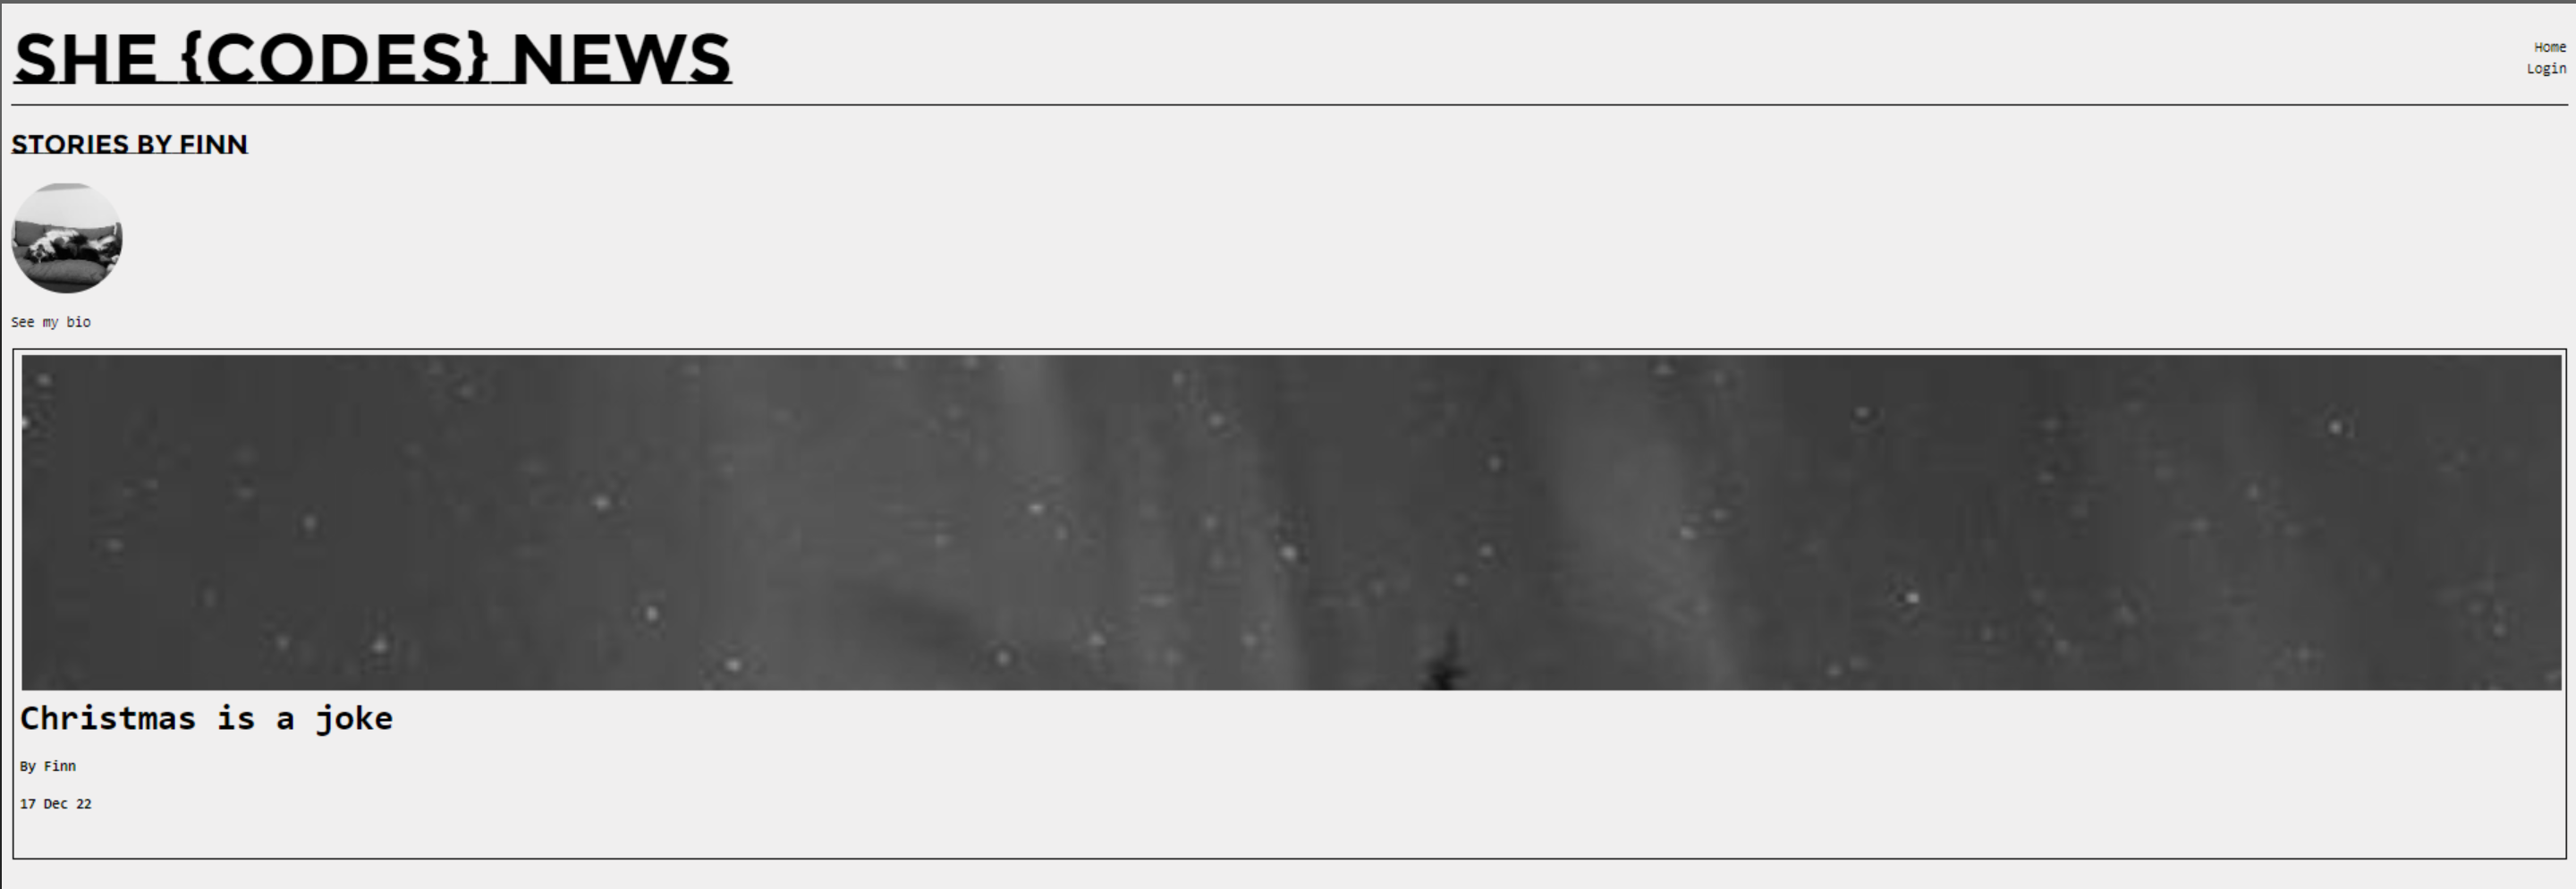 SHE {CODES} NEWS
Home
Login
STORIES BY FINN
See my bio
Christmas is a joke
By Finn
17 Dec 22